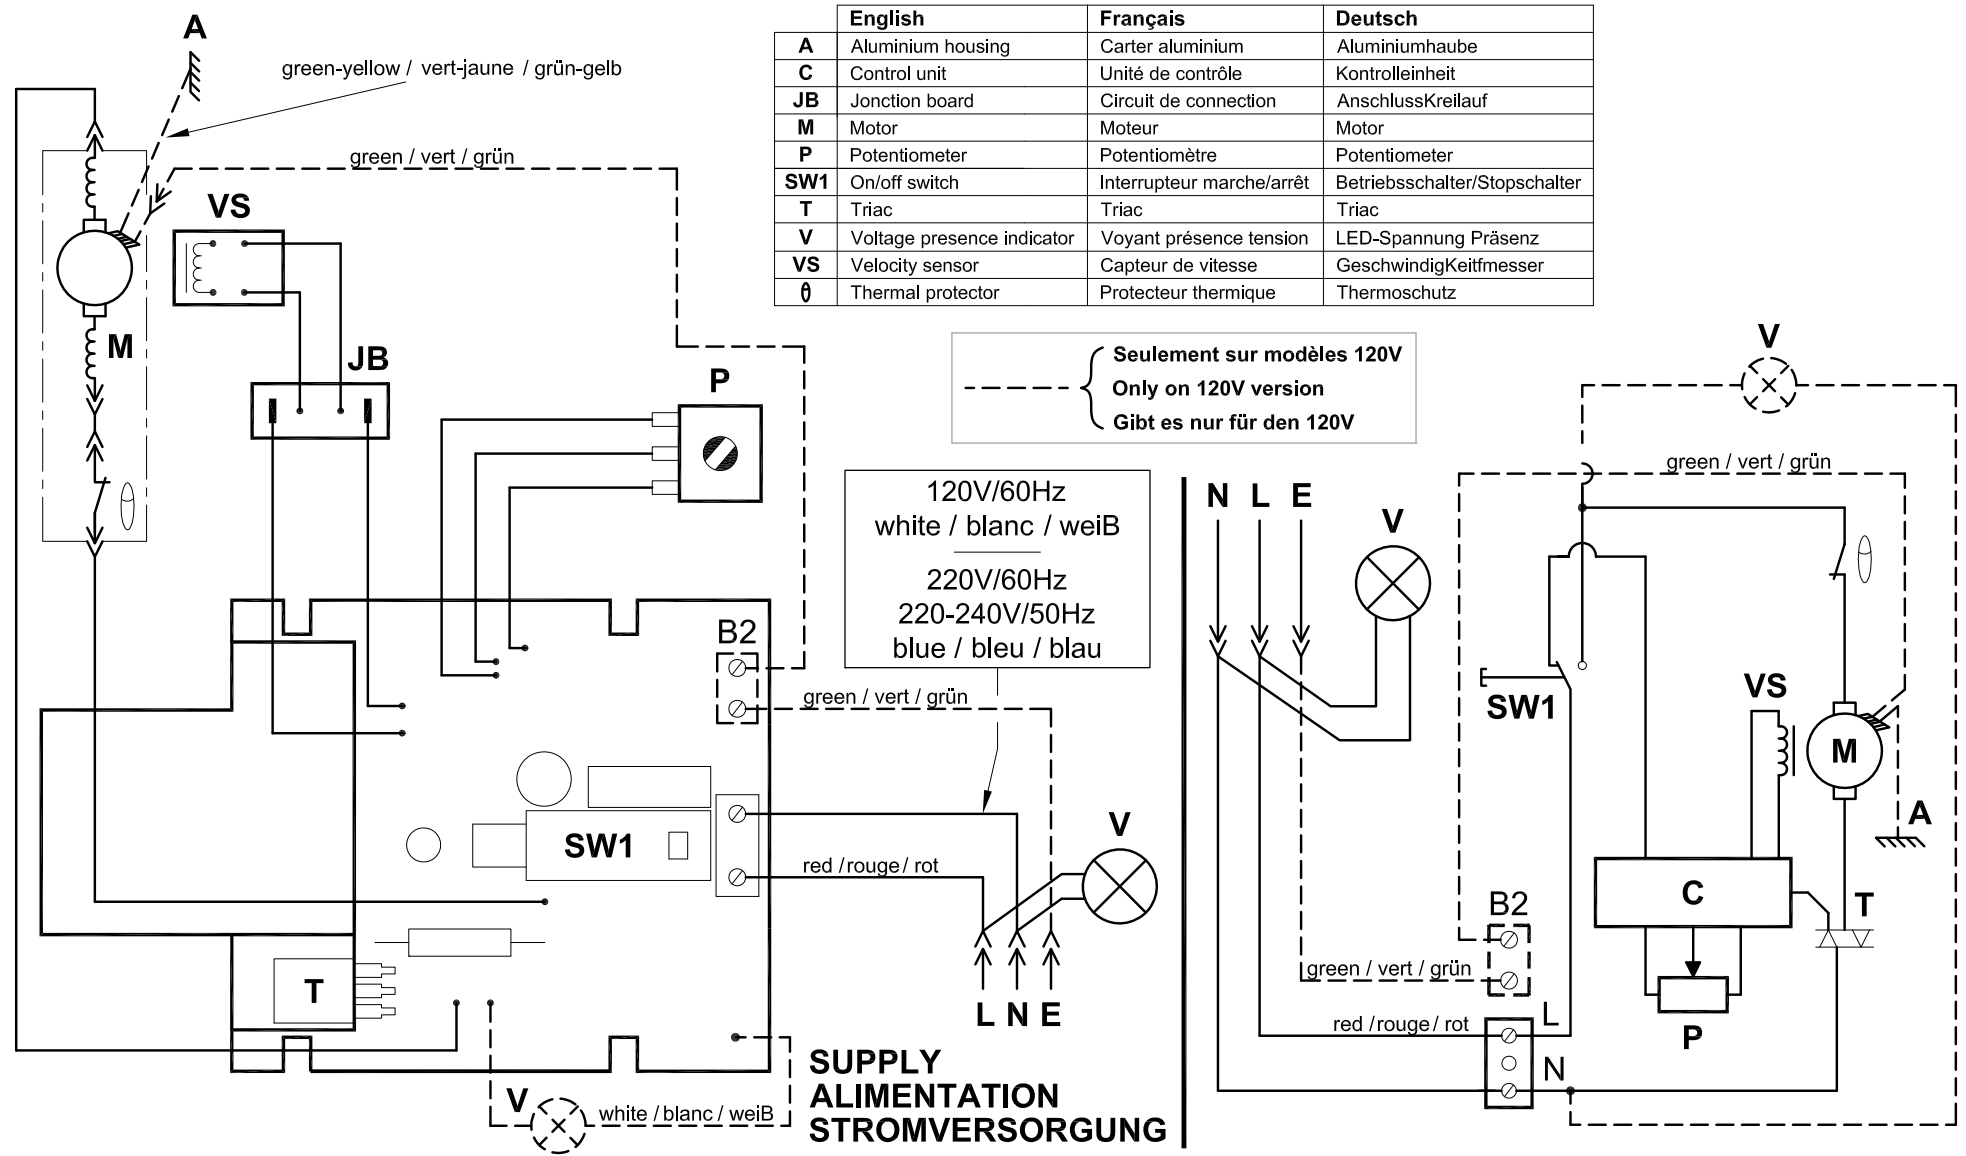 English Français Deutsch
A Aluminium housing Carter aluminium Aluminiumhaube
C Control unit Unité de contrôle Kontrolleinheit
JB Jonction board Circuit de connection AnschlussKreilauf
M Motor Moteur Motor
P Potentiometer Potentiomètre Potentiometer
SW1 On/off switch Interrupteur marche/arrêt Betriebsschalter/Stopschalter
T Triac Triac Triac
V Voltage presence indicator Voyant présence tension LED-Spannung Präsenz
VS Velocity sensor Capteur de vitesse GeschwindigKeitfmesser
θ Thermal protector Protecteur thermique Thermoschutz
A
green-yellow / vert-jaune / grün-gelb
green / vert / grün
VS
M
JB
P
Seulement sur modèles 120V
Only on 120V version
Gibt es nur für den 120V
120V/60Hz
white / blanc / weiB
220V/60Hz
220-240V/50Hz
blue / bleu / blau
B2
green / vert / grün
SW1
red / rouge / rot
V
T
L N E
V
white / blanc / weiB
SUPPLY
ALIMENTATION
STROMVERSORGUNG
V
green / vert / grün
N L E
V
SW1
VS
M
A
C
T
B2
green / vert / grün
L
red / rouge / rot
P
N